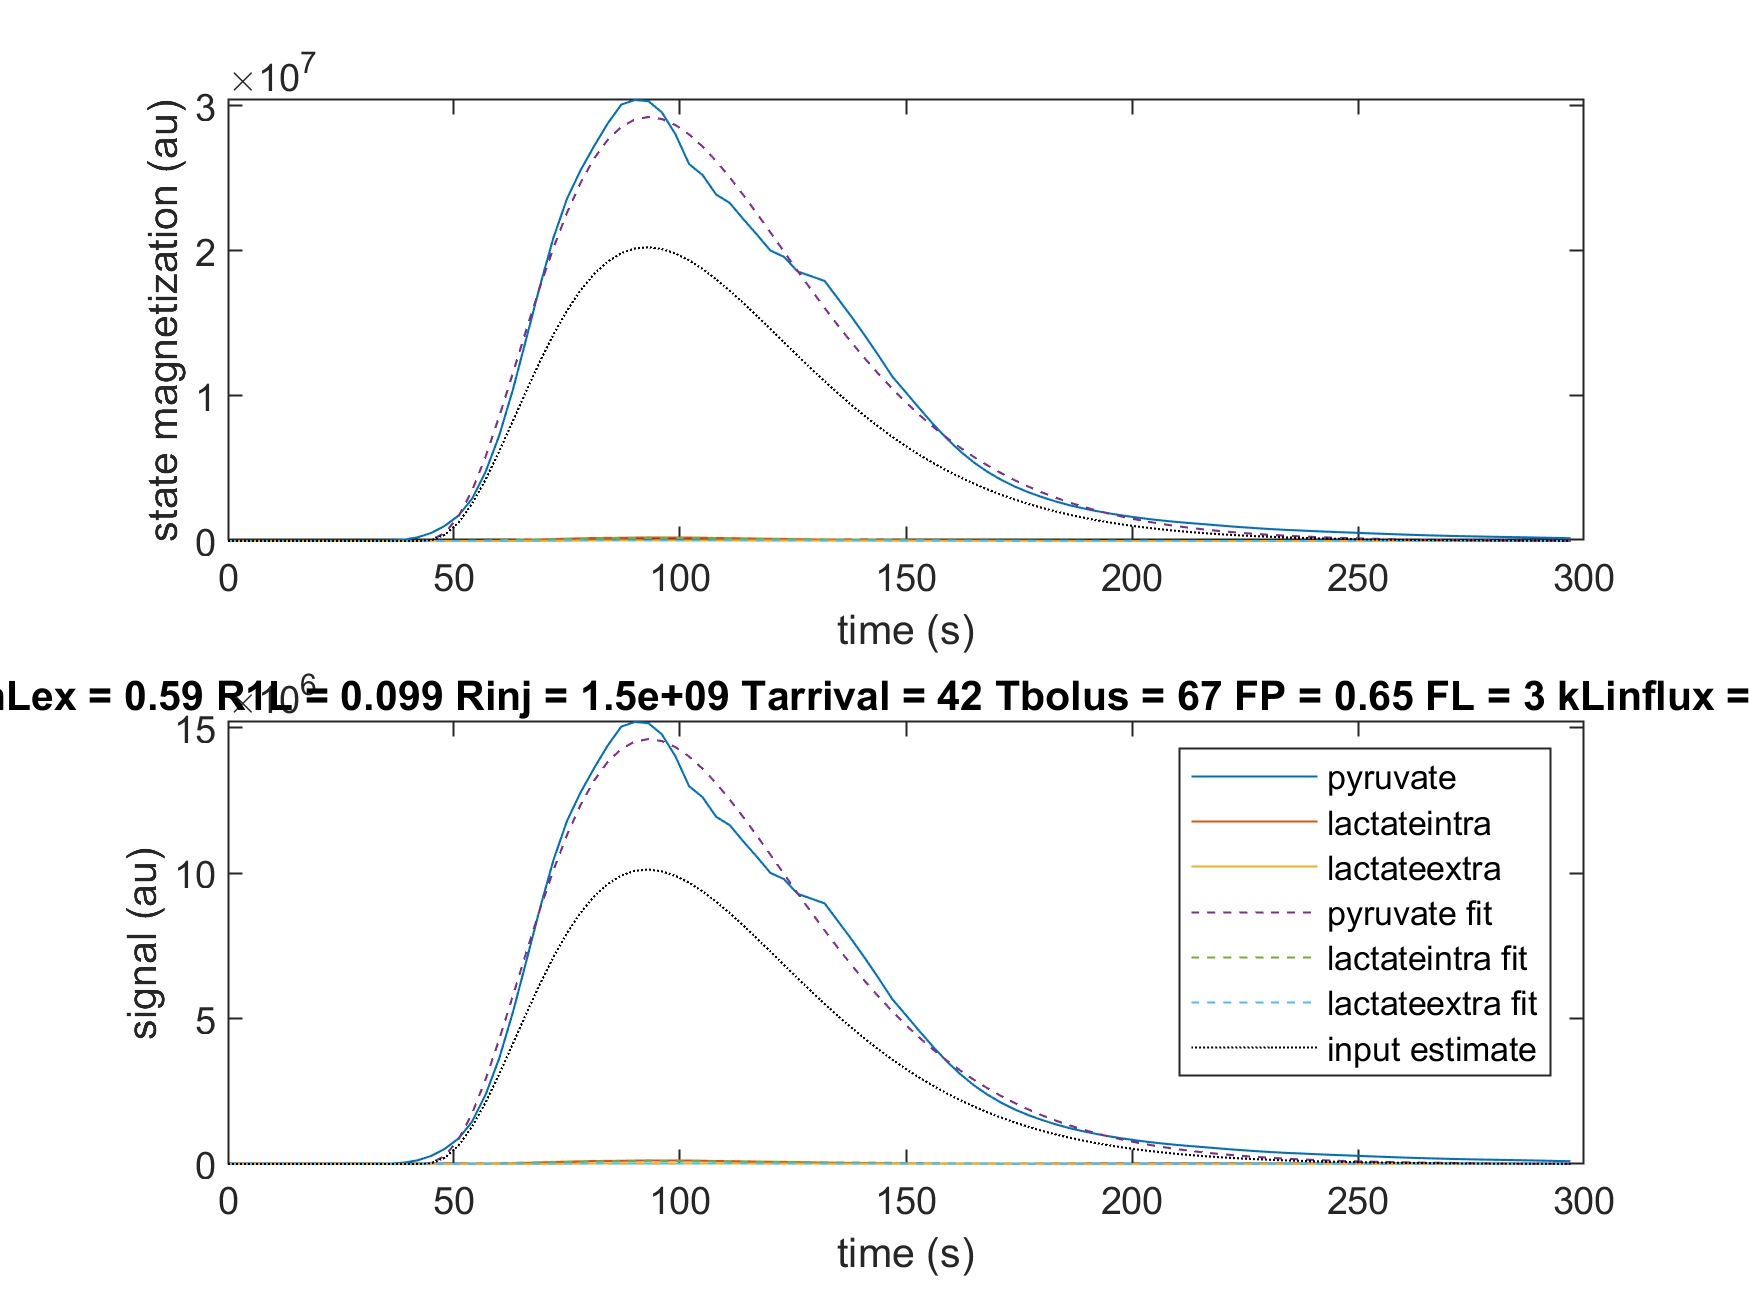 ×10^7
3
2
1
0
state magnetization (au)
0 50 100 150 200 250 300
time (s)
Lex = 0.59 R1L = 0.099 Rinj = 1.5e+09 Tarrival = 42 Tbolus = 67 FP = 0.65 FL = 3 kLinflux =
×10^6
15
10
5
0
signal (au)
pyruvate
lactateintra
lactateextra
pyruvate fit
lactateintra fit
lactateextra fit
input estimate
0 50 100 150 200 250 300
time (s)